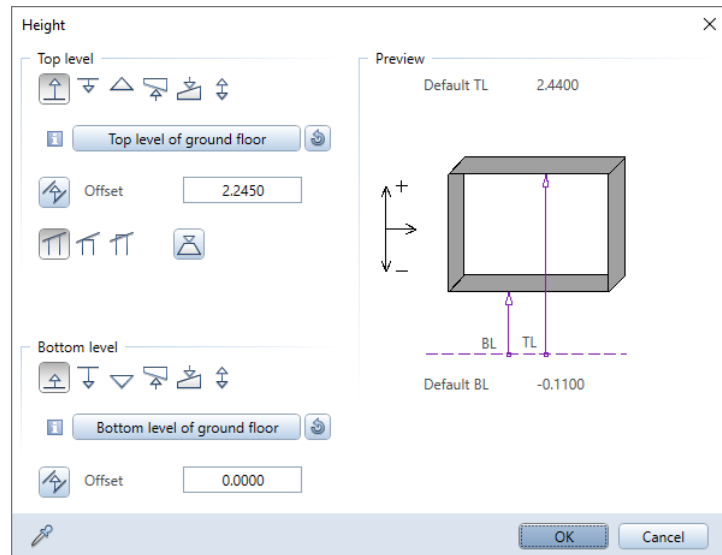 Height
Top level
Top level of ground floor
Offset 2.2450
Bottom level
Bottom level of ground floor
Offset 0.0000
Preview
Default TL 2.4400
+
−
BL TL
Default BL -0.1100
OK Cancel